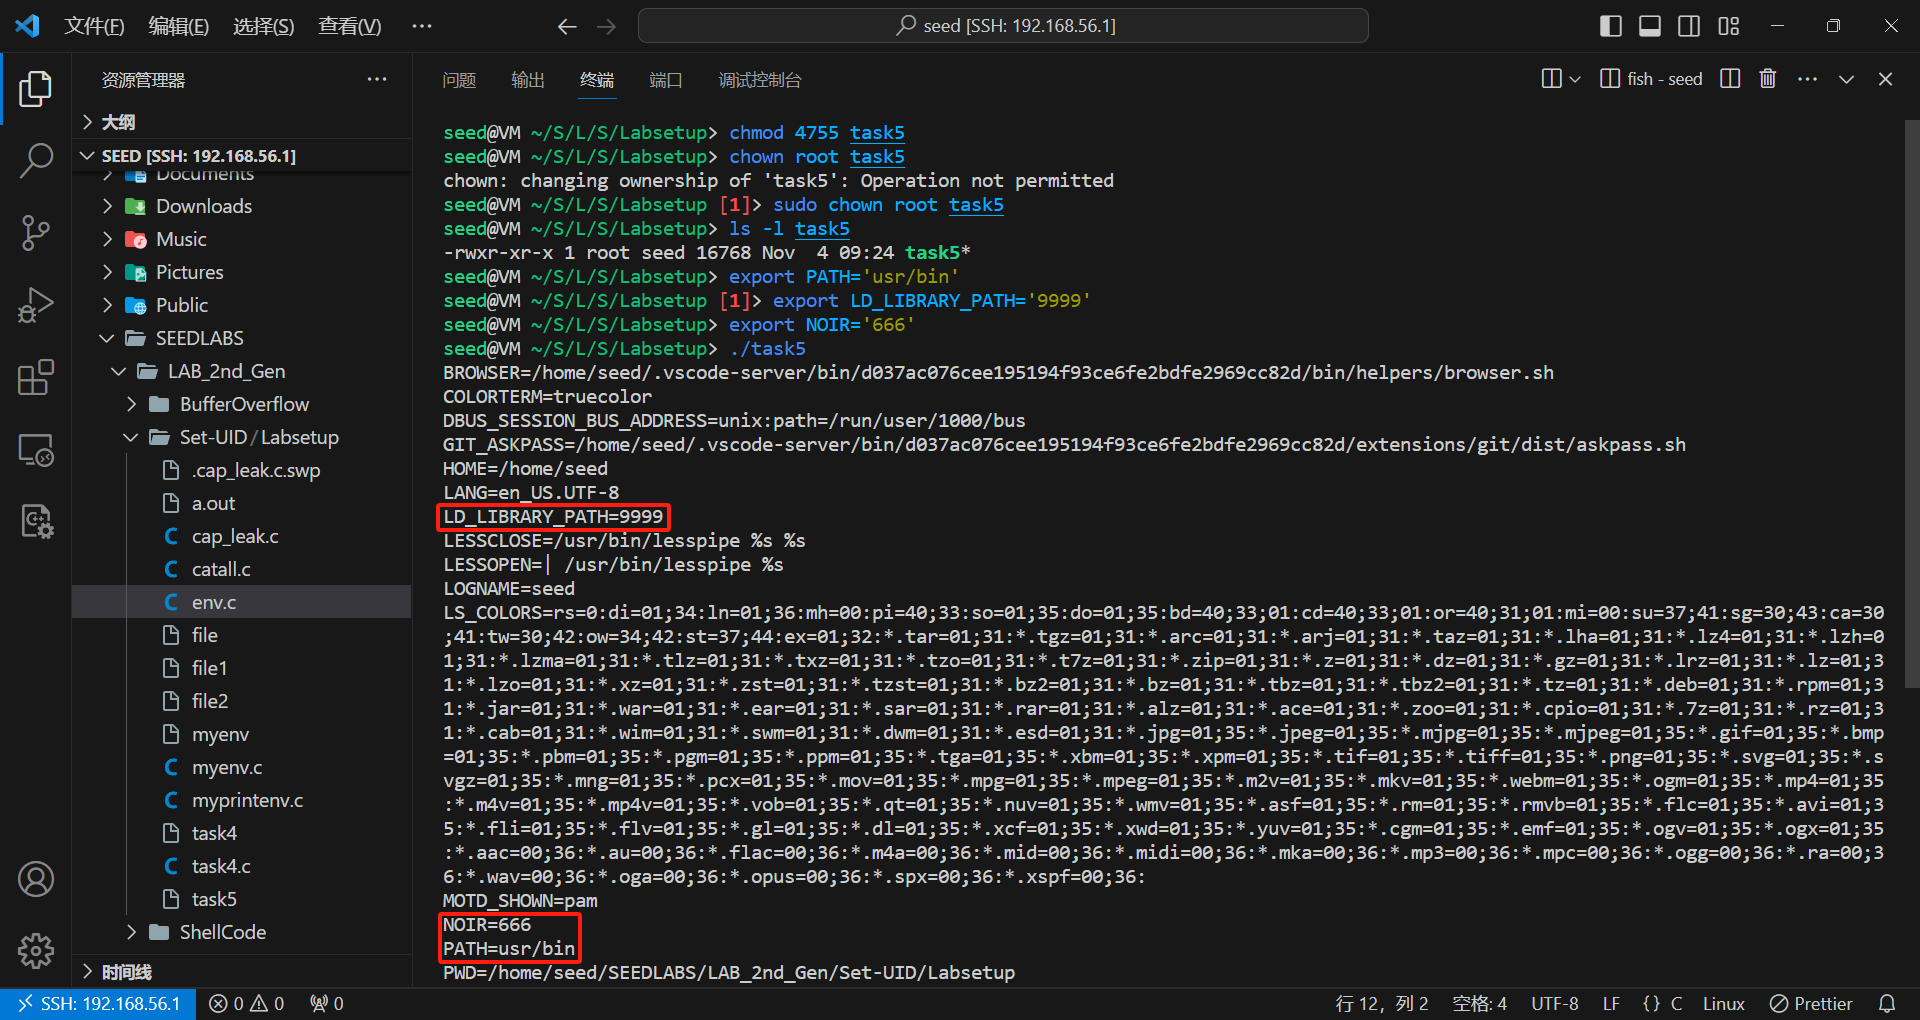 文件(F) 编辑(E) 选择(S) 查看(V) ···
seed [SSH: 192.168.56.1]
资源管理器
大纲
SEED [SSH: 192.168.56.1]
Documents
Downloads
Music
Pictures
Public
SEEDLABS
LAB_2nd_Gen
BufferOverflow
Set-UID/Labsetup
.cap_leak.c.swp
a.out
C cap_leak.c
C catall.c
C env.c
file
file1
file2
myenv
C myenv.c
C myprintenv.c
task4
C task4.c
task5
ShellCode
时间线
问题 输出 终端 端口 调试控制台
fish - seed
seed@VM ~/S/L/S/Labsetup> chmod 4755 task5
seed@VM ~/S/L/S/Labsetup> chown root task5
chown: changing ownership of 'task5': Operation not permitted
seed@VM ~/S/L/S/Labsetup [1]> sudo chown root task5
seed@VM ~/S/L/S/Labsetup> ls -l task5
-rwxr-xr-x 1 root seed 16768 Nov  4 09:24 task5*
seed@VM ~/S/L/S/Labsetup> export PATH='usr/bin'
seed@VM ~/S/L/S/Labsetup [1]> export LD_LIBRARY_PATH='9999'
seed@VM ~/S/L/S/Labsetup> export NOIR='666'
seed@VM ~/S/L/S/Labsetup> ./task5
BROWSER=/home/seed/.vscode-server/bin/d037ac076cee195194f93ce6fe2bdfe2969cc82d/bin/helpers/browser.sh
COLORTERM=truecolor
DBUS_SESSION_BUS_ADDRESS=unix:path=/run/user/1000/bus
GIT_ASKPASS=/home/seed/.vscode-server/bin/d037ac076cee195194f93ce6fe2bdfe2969cc82d/extensions/git/dist/askpass.sh
HOME=/home/seed
LANG=en_US.UTF-8
LD_LIBRARY_PATH=9999
LESSCLOSE=/usr/bin/lesspipe %s %s
LESSOPEN=| /usr/bin/lesspipe %s
LOGNAME=seed
LS_COLORS=rs=0:di=01;34:ln=01;36:mh=00:pi=40;33:so=01;35:do=01;35:bd=40;33;01:cd=40;33;01:or=40;31;01:mi=00:su=37;41:sg=30;43:ca=30
;41:tw=30;42:ow=34;42:st=37;44:ex=01;32:*.tar=01;31:*.tgz=01;31:*.arc=01;31:*.arj=01;31:*.taz=01;31:*.lha=01;31:*.lz4=01;31:*.lzh=0
1;31:*.lzma=01;31:*.tlz=01;31:*.txz=01;31:*.tzo=01;31:*.t7z=01;31:*.zip=01;31:*.z=01;31:*.dz=01;31:*.gz=01;31:*.lrz=01;31:*.lz=01;3
1:*.lzo=01;31:*.xz=01;31:*.zst=01;31:*.tzst=01;31:*.bz2=01;31:*.bz=01;31:*.tbz=01;31:*.tbz2=01;31:*.tz=01;31:*.deb=01;31:*.rpm=01;3
1:*.jar=01;31:*.war=01;31:*.ear=01;31:*.sar=01;31:*.rar=01;31:*.alz=01;31:*.ace=01;31:*.zoo=01;31:*.cpio=01;31:*.7z=01;31:*.rz=01;3
1:*.cab=01;31:*.wim=01;31:*.swm=01;31:*.dwm=01;31:*.esd=01;31:*.jpg=01;35:*.jpeg=01;35:*.mjpg=01;35:*.mjpeg=01;35:*.gif=01;35:*.bmp
=01;35:*.pbm=01;35:*.pgm=01;35:*.ppm=01;35:*.tga=01;35:*.xbm=01;35:*.xpm=01;35:*.tif=01;35:*.tiff=01;35:*.png=01;35:*.svg=01;35:*.s
vgz=01;35:*.mng=01;35:*.pcx=01;35:*.mov=01;35:*.mpg=01;35:*.mpeg=01;35:*.m2v=01;35:*.mkv=01;35:*.webm=01;35:*.ogm=01;35:*.mp4=01;35
:*.m4v=01;35:*.mp4v=01;35:*.vob=01;35:*.qt=01;35:*.nuv=01;35:*.wmv=01;35:*.asf=01;35:*.rm=01;35:*.rmvb=01;35:*.flc=01;35:*.avi=01;3
5:*.fli=01;35:*.flv=01;35:*.gl=01;35:*.dl=01;35:*.xcf=01;35:*.xwd=01;35:*.yuv=01;35:*.cgm=01;35:*.emf=01;35:*.ogv=01;35:*.ogx=01;35
:*.aac=00;36:*.au=00;36:*.flac=00;36:*.m4a=00;36:*.mid=00;36:*.midi=00;36:*.mka=00;36:*.mp3=00;36:*.mpc=00;36:*.ogg=00;36:*.ra=00;3
6:*.wav=00;36:*.oga=00;36:*.opus=00;36:*.spx=00;36:*.xspf=00;36:
MOTD_SHOWN=pam
NOIR=666
PATH=usr/bin
PWD=/home/seed/SEEDLABS/LAB_2nd_Gen/Set-UID/Labsetup
SSH: 192.168.56.1 0 0 0 行 12，列 2 空格: 4 UTF-8 LF {} C Linux Prettier